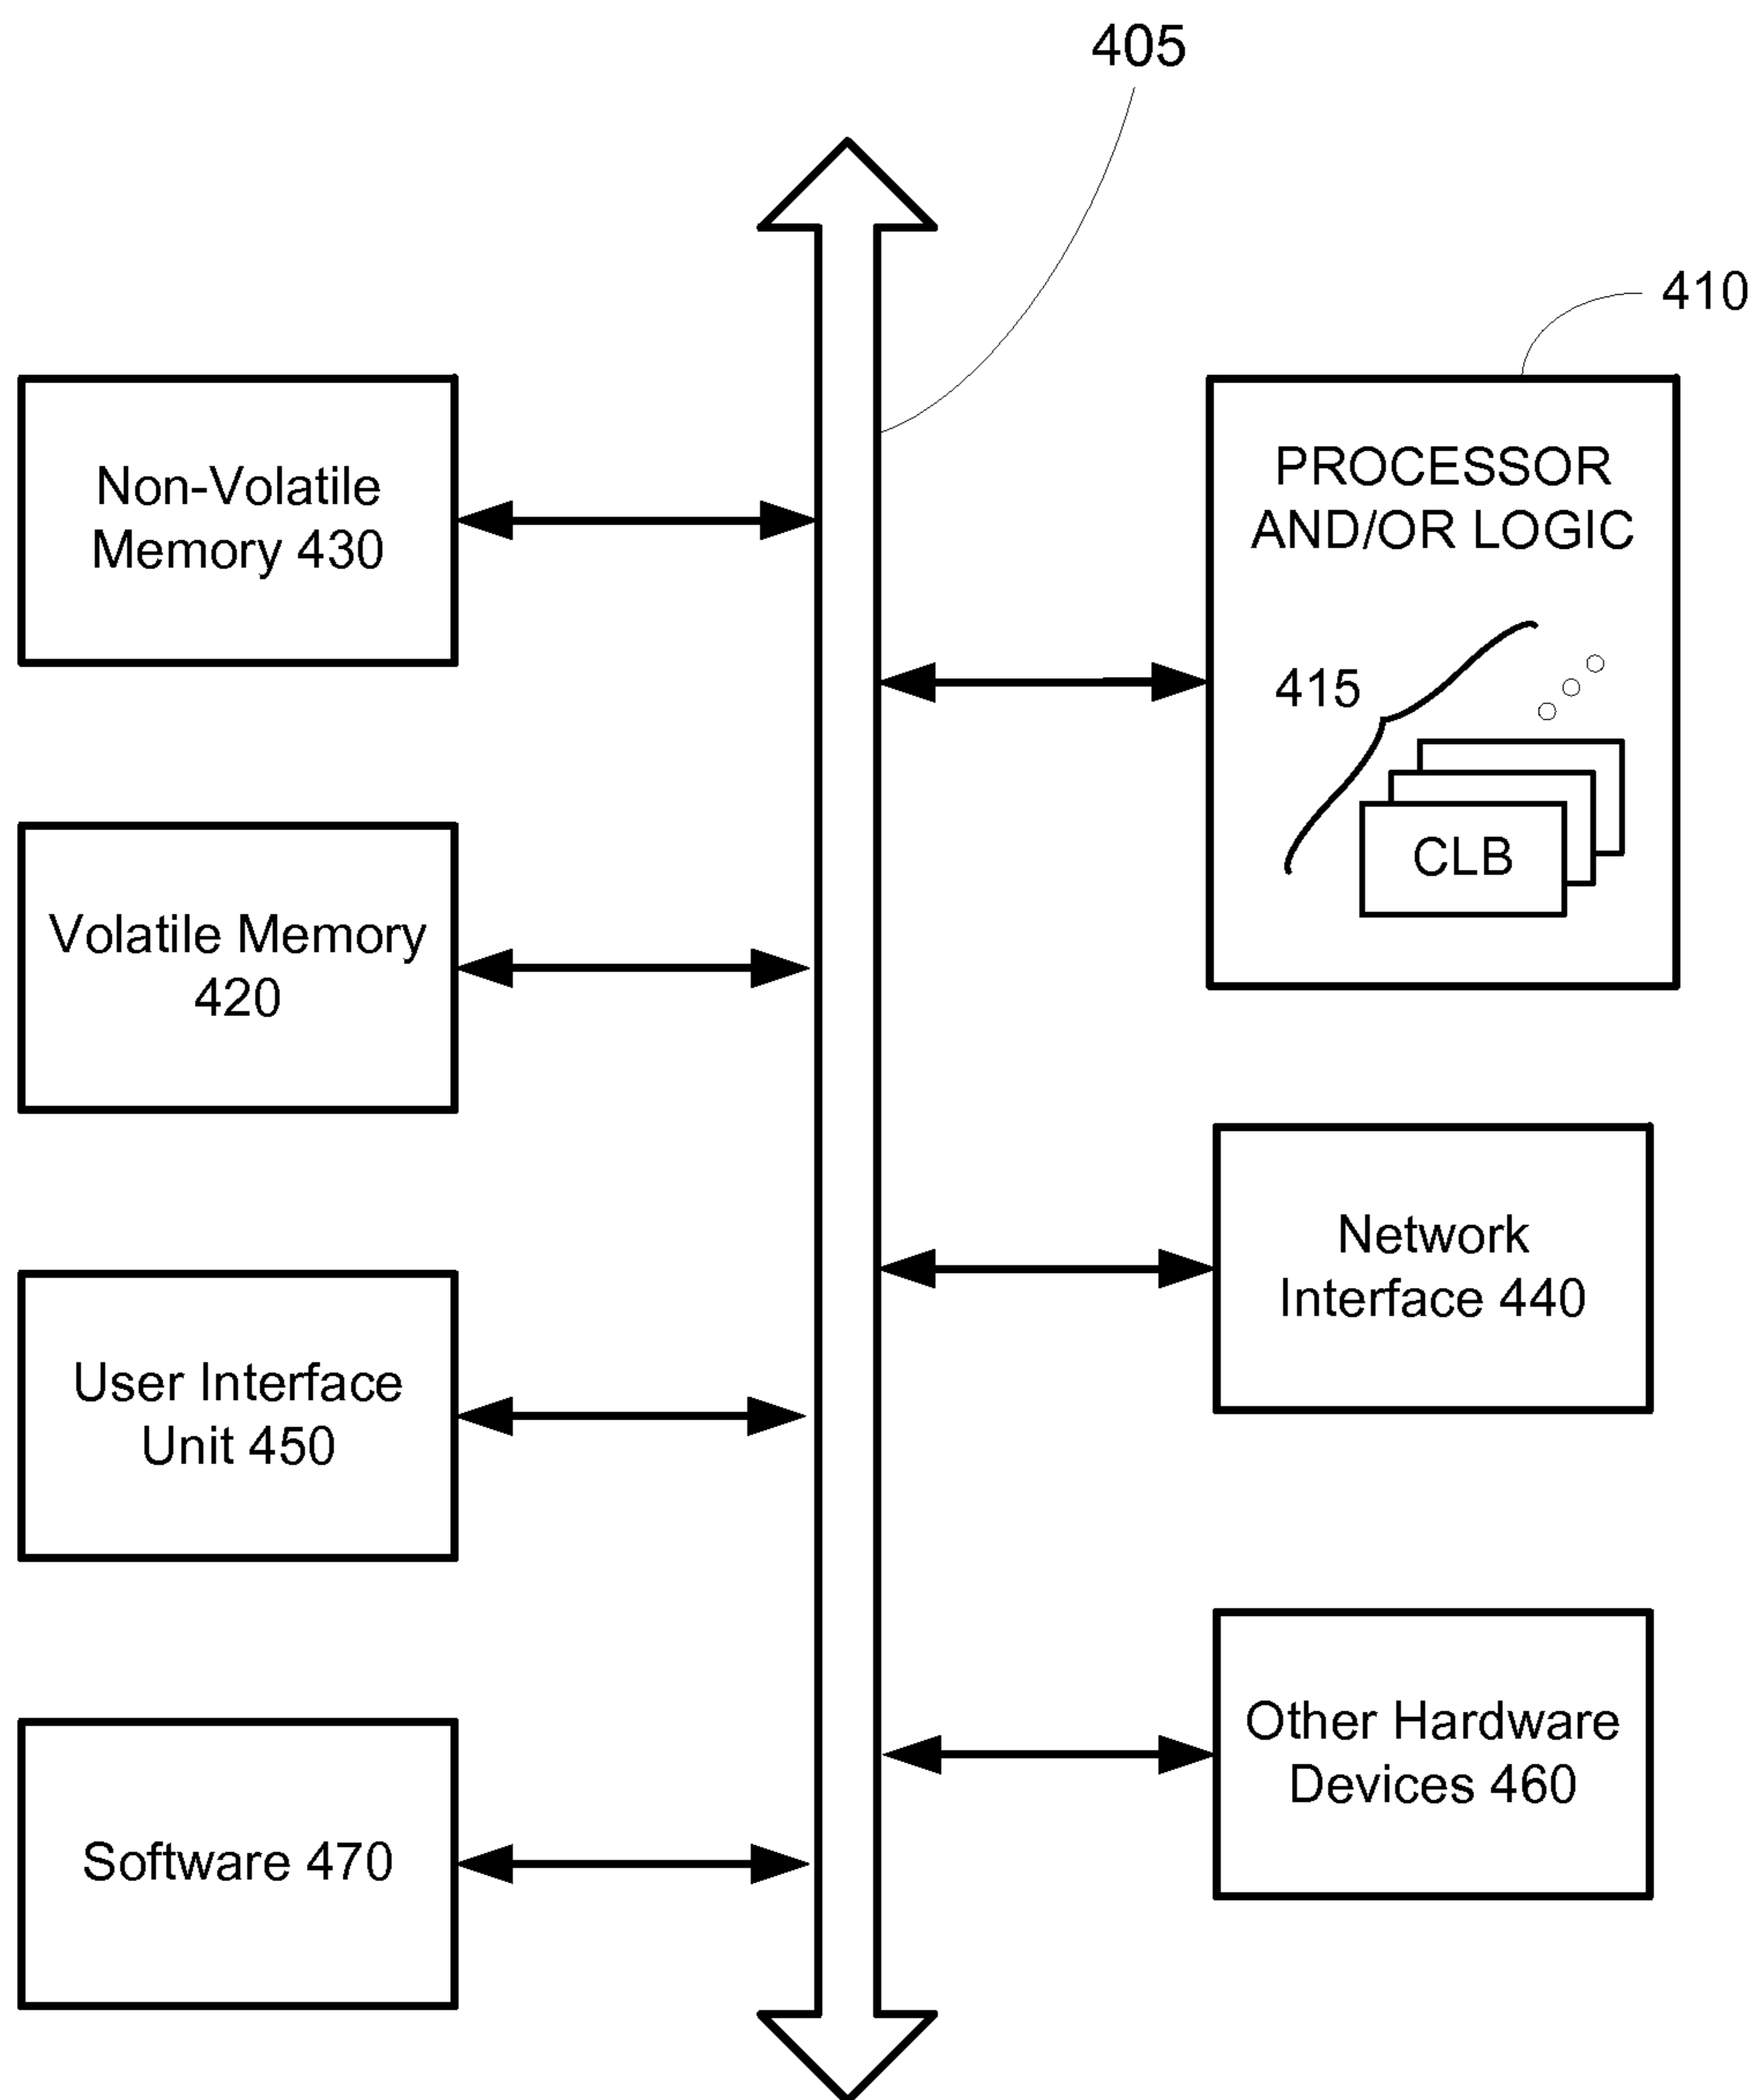 405
410
Non-Volatile
Memory 430
PROCESSOR
AND/OR LOGIC
415
CLB
Volatile Memory
420
Network
Interface 440
User Interface
Unit 450
Other Hardware
Devices 460
Software 470